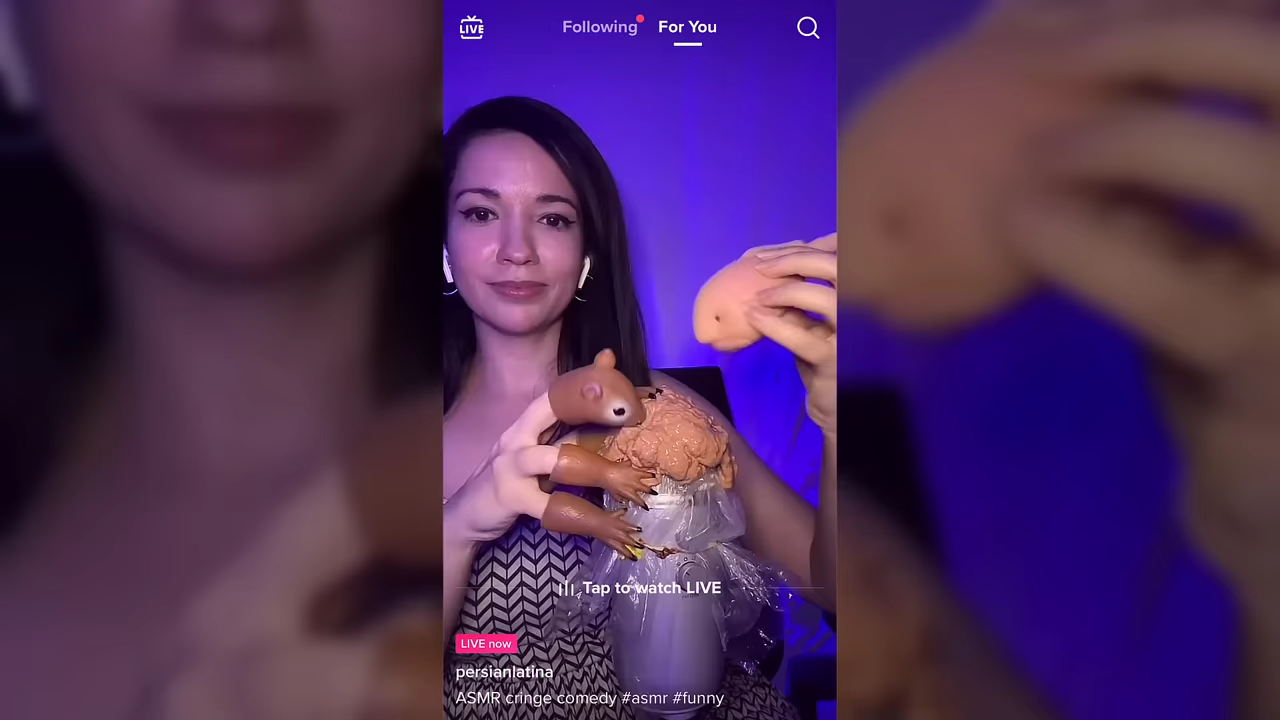 LIVE
Following For You
Tap to watch LIVE
LIVE now
persianlatina
ASMR cringe comedy #asmr #funny